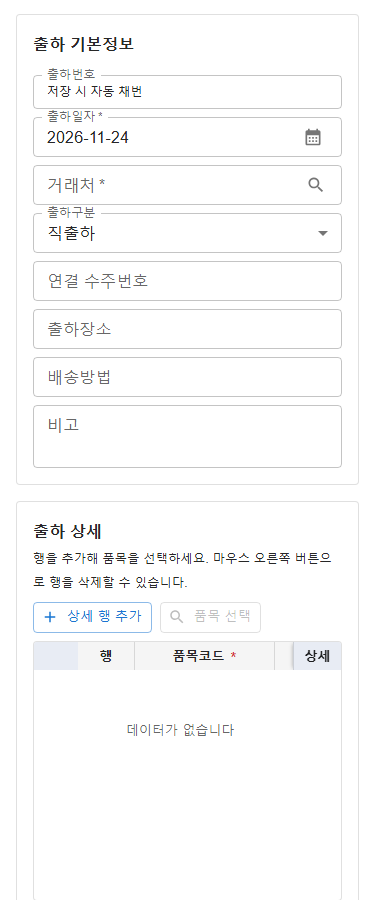 출하 기본정보
출하번호
저장 시 자동 채번
출하일자 *
2026-11-24
거래처 *
출하구분
직출하
연결 수주번호
출하장소
배송방법
비고
출하 상세
행을 추가해 품목을 선택하세요. 마우스 오른쪽 버튼으
로 행을 삭제할 수 있습니다.
상세 행 추가 품목 선택
행 품목코드 * 상세
데이터가 없습니다